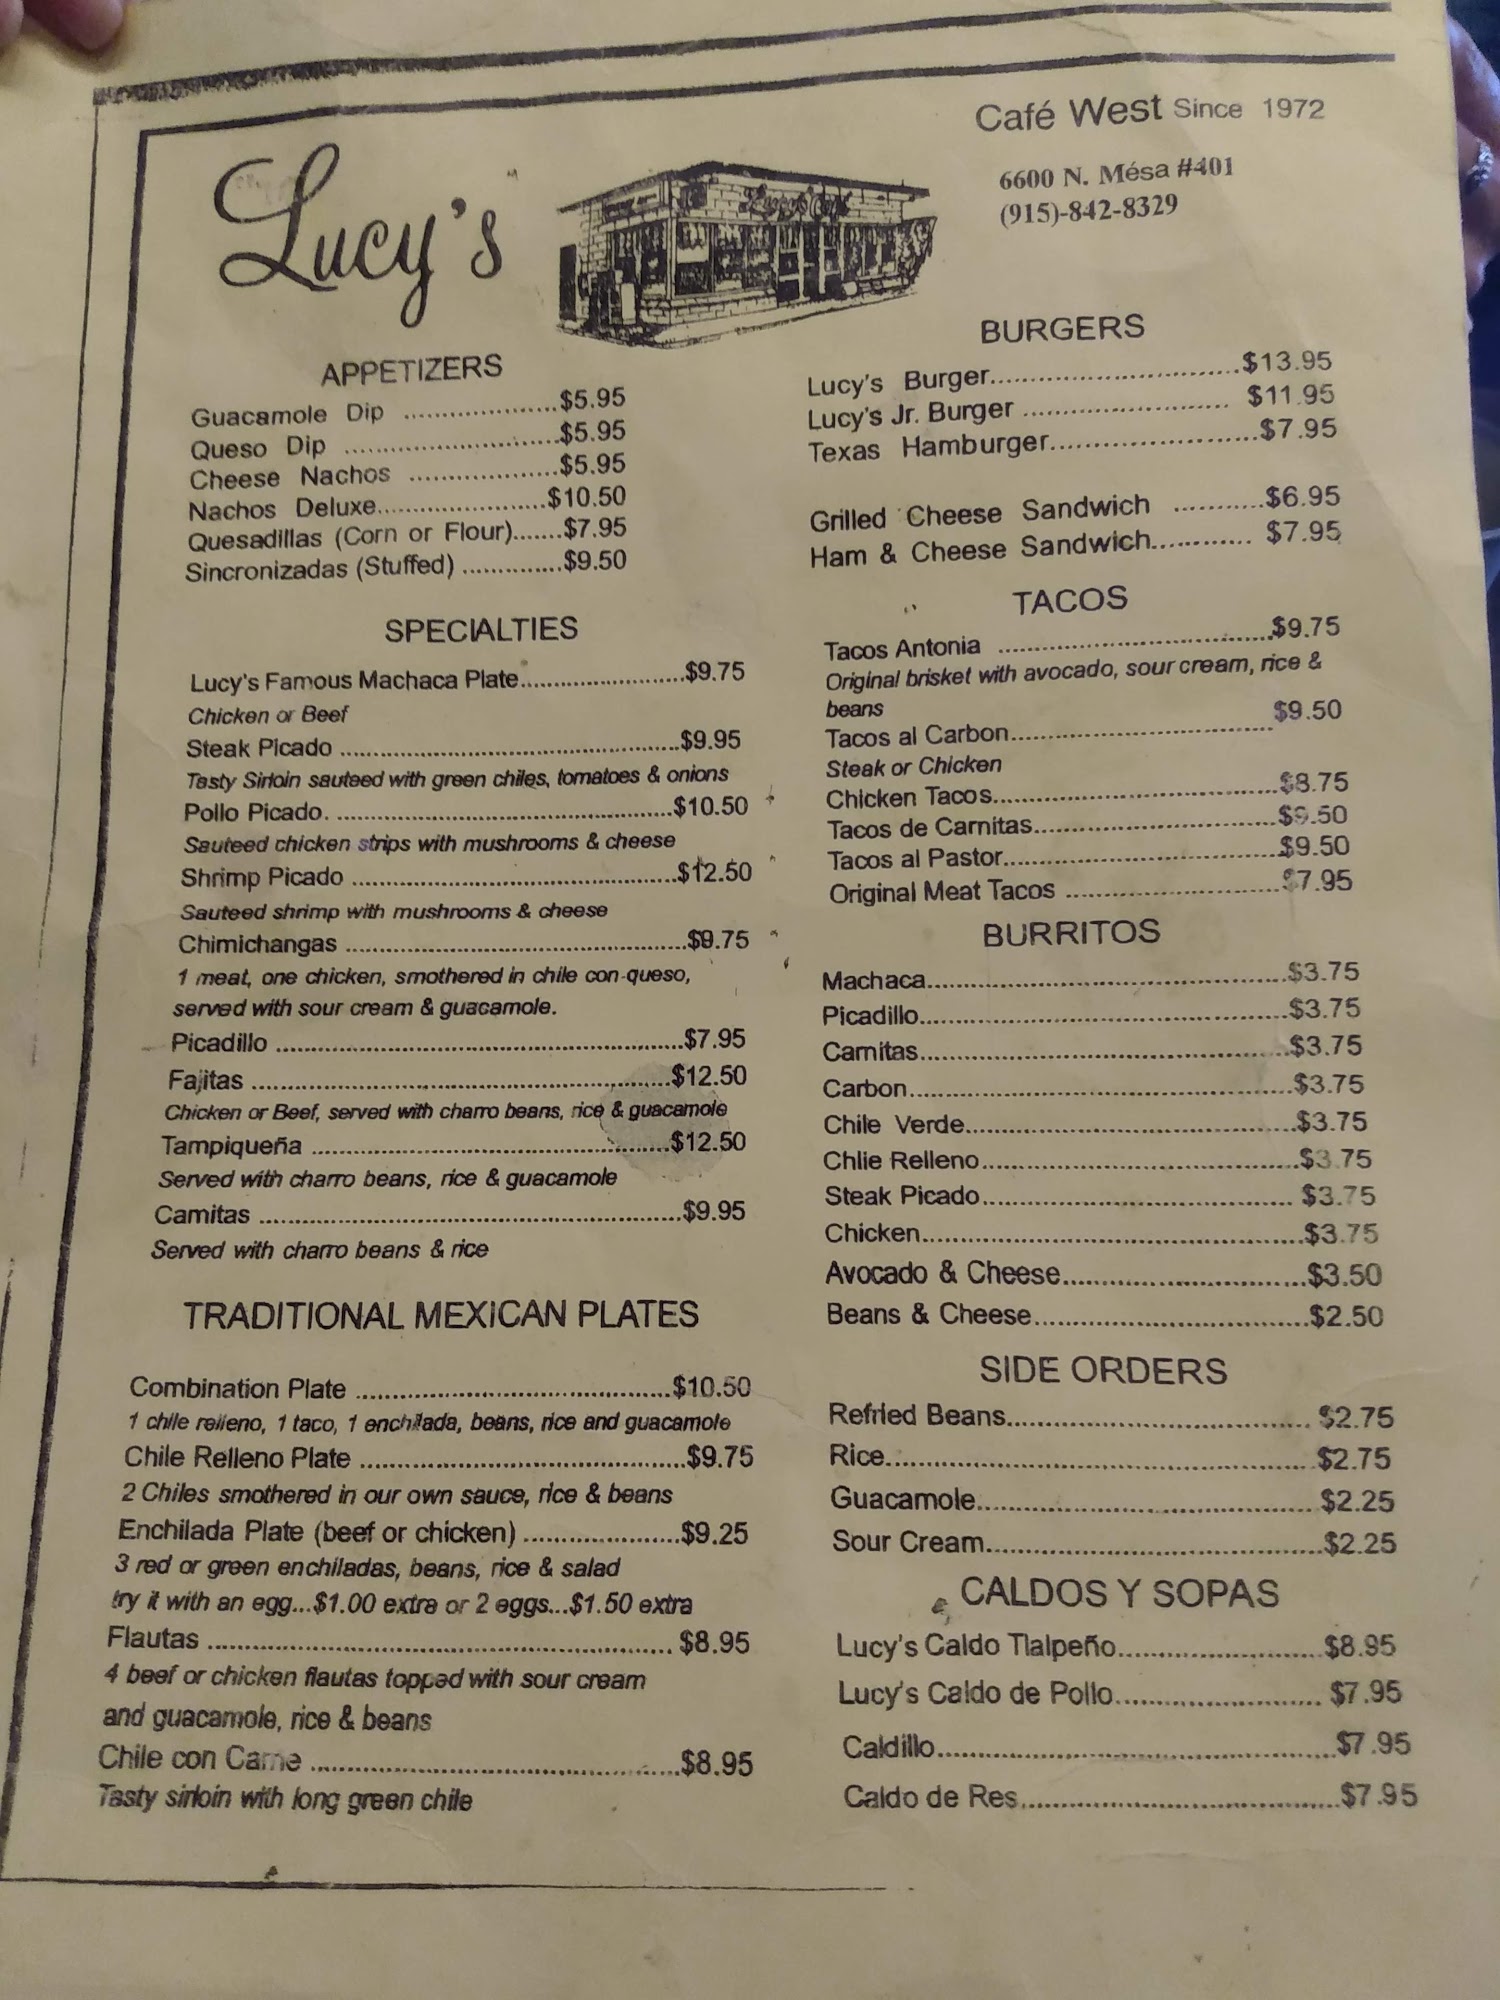 Café West Since 1972
6600 N. Mésa #401
(915)-842-8329
Lucy's
APPETIZERS
Guacamole Dip ....................$5.95
Queso Dip ............................$5.95
Cheese Nachos ...................$5.95
Nachos Deluxe......................$10.50
Quesadillas (Corn or Flour).......$7.95
Sincronizadas (Stuffed) ..............$9.50
SPECIALTIES
Lucy's Famous Machaca Plate.......................$9.75
Chicken or Beef
Steak Picado ..............................................$9.95
Tasty Sirloin sauteed with green chiles, tomatoes & onions
Pollo Picado. ..............................................$10.50
Sauteed chicken strips with mushrooms & cheese
Shrimp Picado ............................................$12.50
Sauteed shrimp with mushrooms & cheese
Chimichangas ..............................................$9.75
1 meat, one chicken, smothered in chile con-queso,
served with sour cream & guacamole.
Picadillo ........................................................$7.95
Fajitas ........................................................$12.50
Chicken or Beef, served with charro beans, rice & guacamole
Tampiqueña ................................................$12.50
Served with charro beans, rice & guacamole
Carnitas ........................................................$9.95
Served with charro beans & rice
TRADITIONAL MEXICAN PLATES
Combination Plate ..........................................$10.50
1 chile relleno, 1 taco, 1 enchilada, beans, rice and guacamole
Chile Relleno Plate ............................................$9.75
2 Chiles smothered in our own sauce, rice & beans
Enchilada Plate (beef or chicken) .....................$9.25
3 red or green enchiladas, beans, rice & salad
try it with an egg...$1.00 extra or 2 eggs...$1.50 extra
Flautas .............................................................. $8.95
4 beef or chicken flautas topped with sour cream
and guacamole, rice & beans
Chile con Carne ................................................$8.95
Tasty sirloin with long green chile
BURGERS
Lucy's Burger..................................$13.95
Lucy's Jr. Burger ............................ $11.95
Texas Hamburger............................$7.95
Grilled Cheese Sandwich ............$6.95
Ham & Cheese Sandwich............. $7.95
TACOS
Tacos Antonia ....................................$9.75
Original brisket with avocado, sour cream, rice &
beans
Tacos al Carbon...................................$9.50
Steak or Chicken
Chicken Tacos.......................................$8.75
Tacos de Carnitas.................................$9.50
Tacos al Pastor.....................................$9.50
Original Meat Tacos .............................$7.95
BURRITOS
Machaca................................................$3.75
Picadillo.................................................$3.75
Carnitas.................................................$3.75
Carbon...................................................$3.75
Chile Verde............................................$3.75
Chlie Relleno..........................................$3.75
Steak Picado......................................... $3.75
Chicken..................................................$3.75
Avocado & Cheese................................$3.50
Beans & Cheese....................................$2.50
SIDE ORDERS
Refried Beans........................................ $2.75
Rice........................................................$2.75
Guacamole............................................. $2.25
Sour Cream............................................$2.25
CALDOS Y SOPAS
Lucy's Caldo Tlalpeño...........................$8.95
Lucy's Caldo de Pollo........................... $7.95
Caldillo....................................................$7.95
Caldo de Res..........................................$7.95